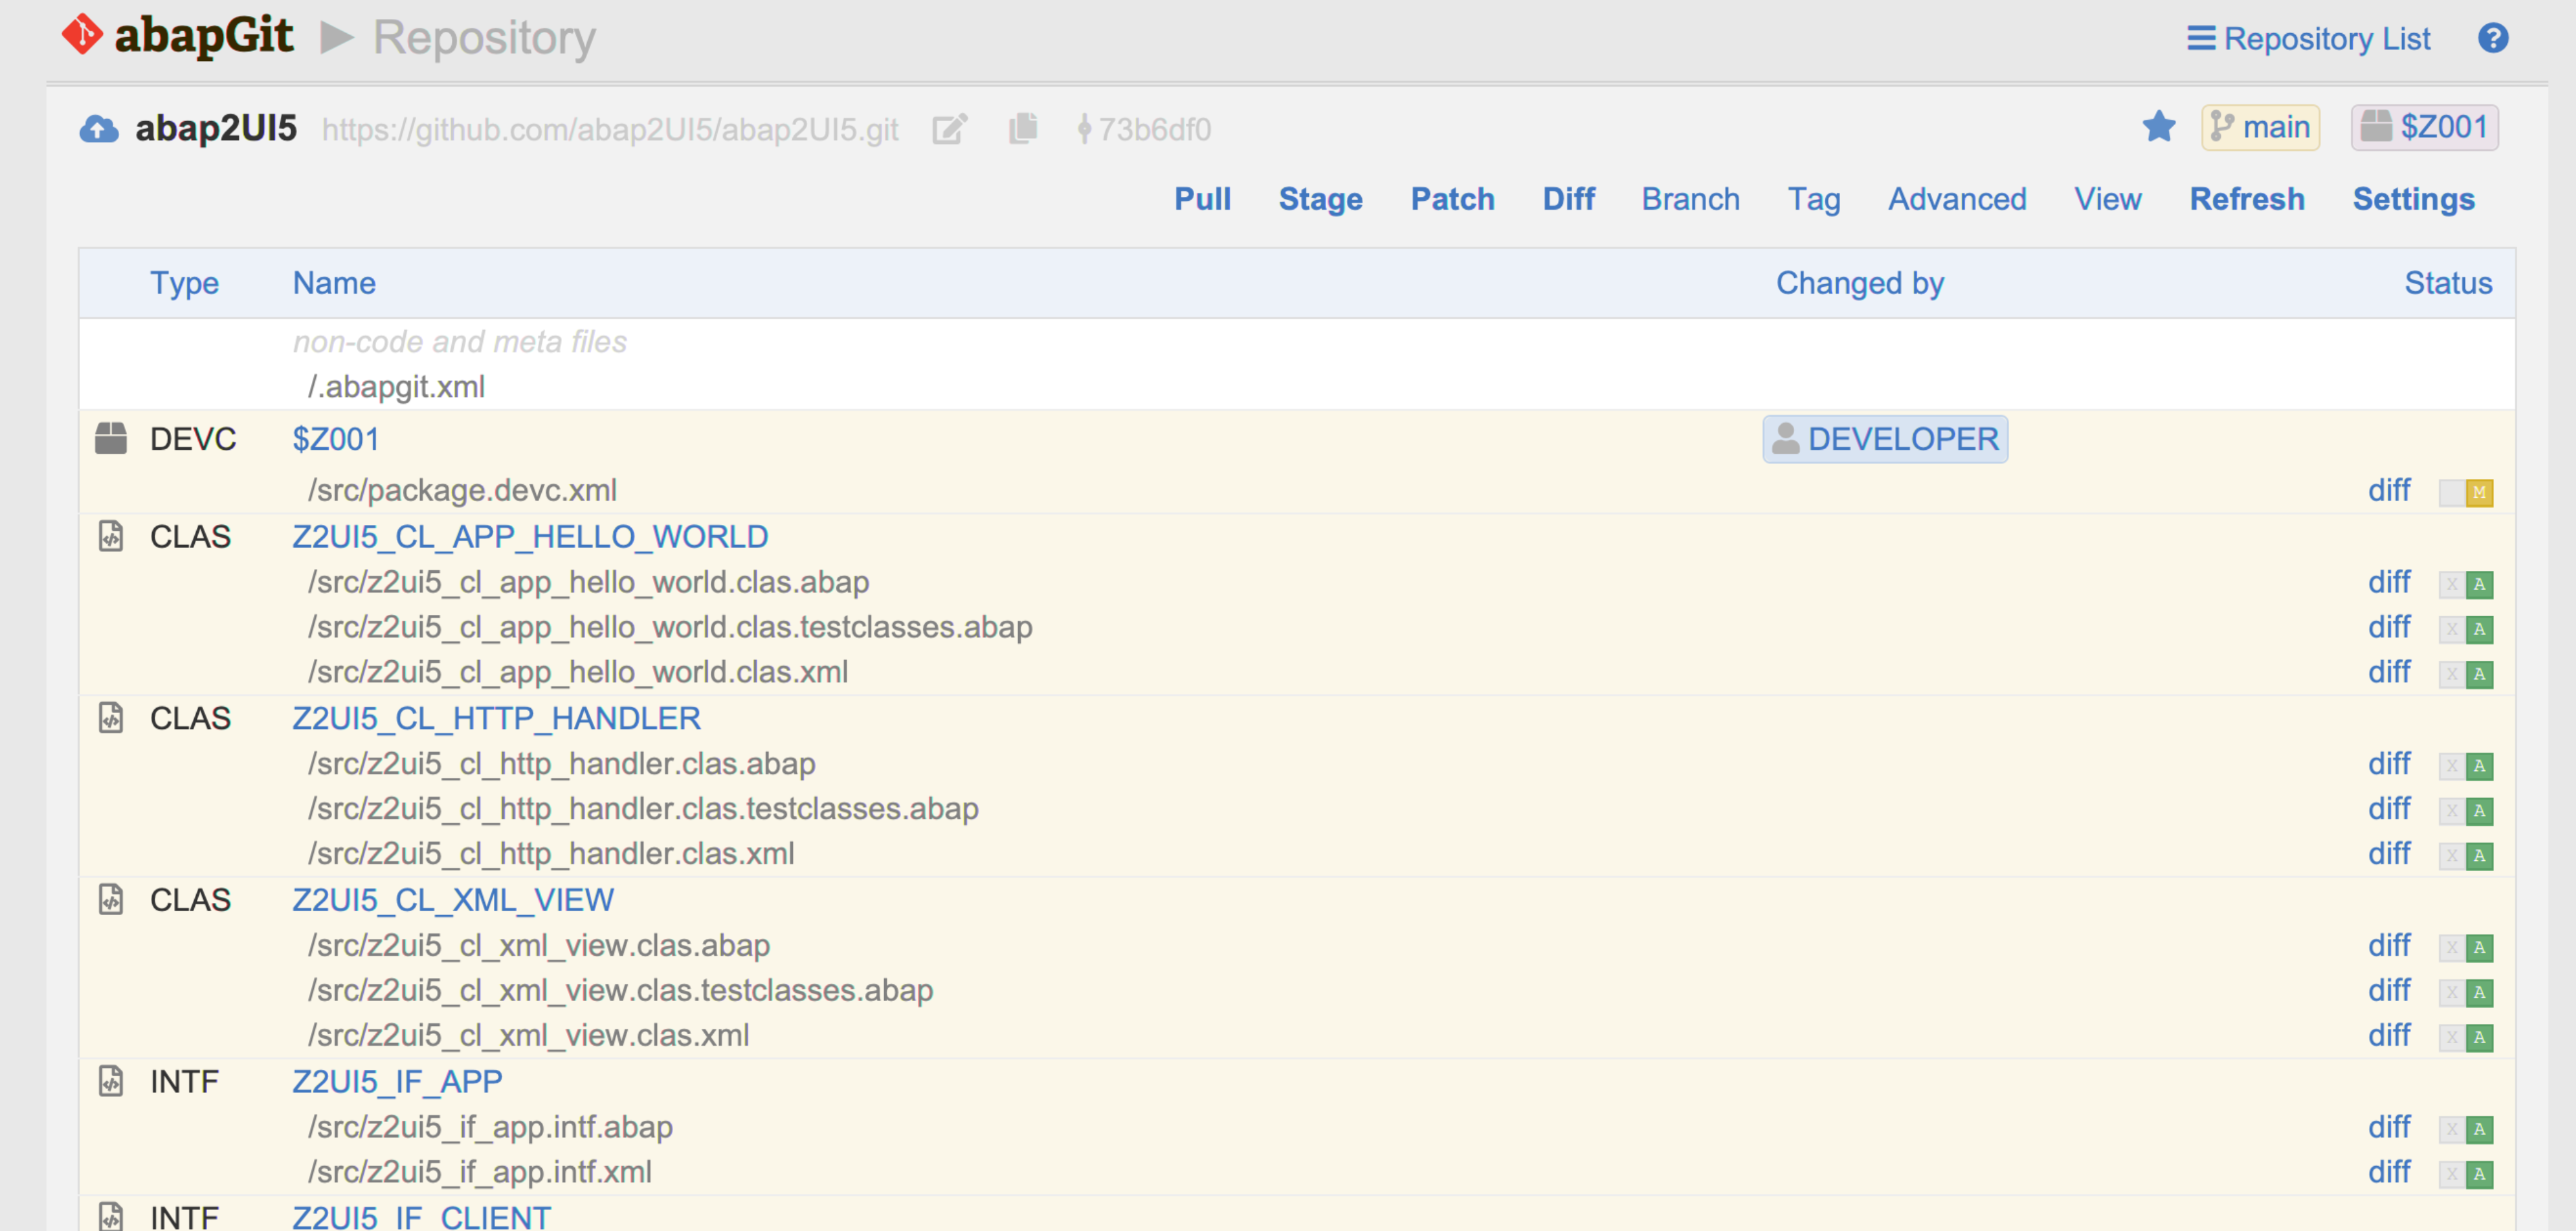 abapGit ▶ Repository Repository List ?
abap2UI5 https://github.com/abap2UI5/abap2UI5.git 73b6df0 main $Z001
Pull Stage Patch Diff Branch Tag Advanced View Refresh Settings
Type Name Changed by Status
non-code and meta files
/.abapgit.xml
DEVC $Z001 DEVELOPER
/src/package.devc.xml diff M
CLAS Z2UI5_CL_APP_HELLO_WORLD
/src/z2ui5_cl_app_hello_world.clas.abap diff X A
/src/z2ui5_cl_app_hello_world.clas.testclasses.abap diff X A
/src/z2ui5_cl_app_hello_world.clas.xml diff X A
CLAS Z2UI5_CL_HTTP_HANDLER
/src/z2ui5_cl_http_handler.clas.abap diff X A
/src/z2ui5_cl_http_handler.clas.testclasses.abap diff X A
/src/z2ui5_cl_http_handler.clas.xml diff X A
CLAS Z2UI5_CL_XML_VIEW
/src/z2ui5_cl_xml_view.clas.abap diff X A
/src/z2ui5_cl_xml_view.clas.testclasses.abap diff X A
/src/z2ui5_cl_xml_view.clas.xml diff X A
INTF Z2UI5_IF_APP
/src/z2ui5_if_app.intf.abap diff X A
/src/z2ui5_if_app.intf.xml diff X A
INTF Z2UI5_IF_CLIENT